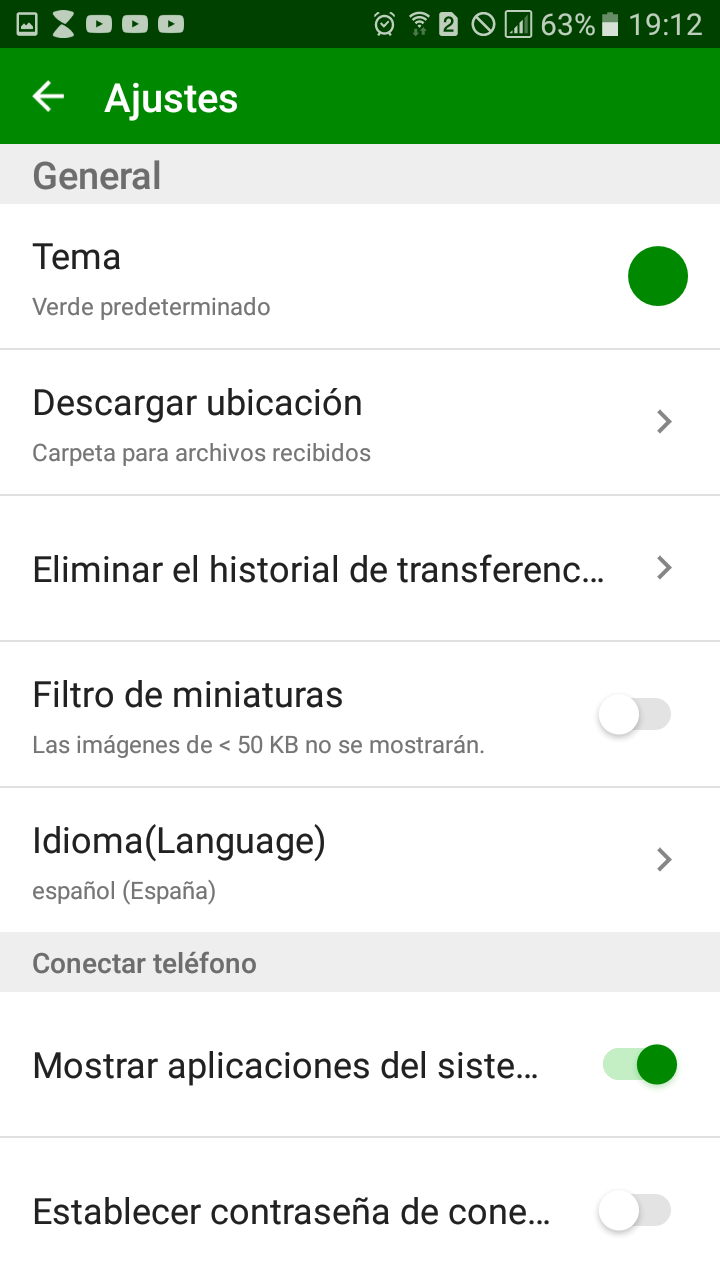 2 63% 19:12
Ajustes
General
Tema
Verde predeterminado
Descargar ubicación
Carpeta para archivos recibidos
Eliminar el historial de transferenc...
Filtro de miniaturas
Las imágenes de < 50 KB no se mostrarán.
Idioma(Language)
español (España)
Conectar teléfono
Mostrar aplicaciones del siste...
Establecer contraseña de cone...